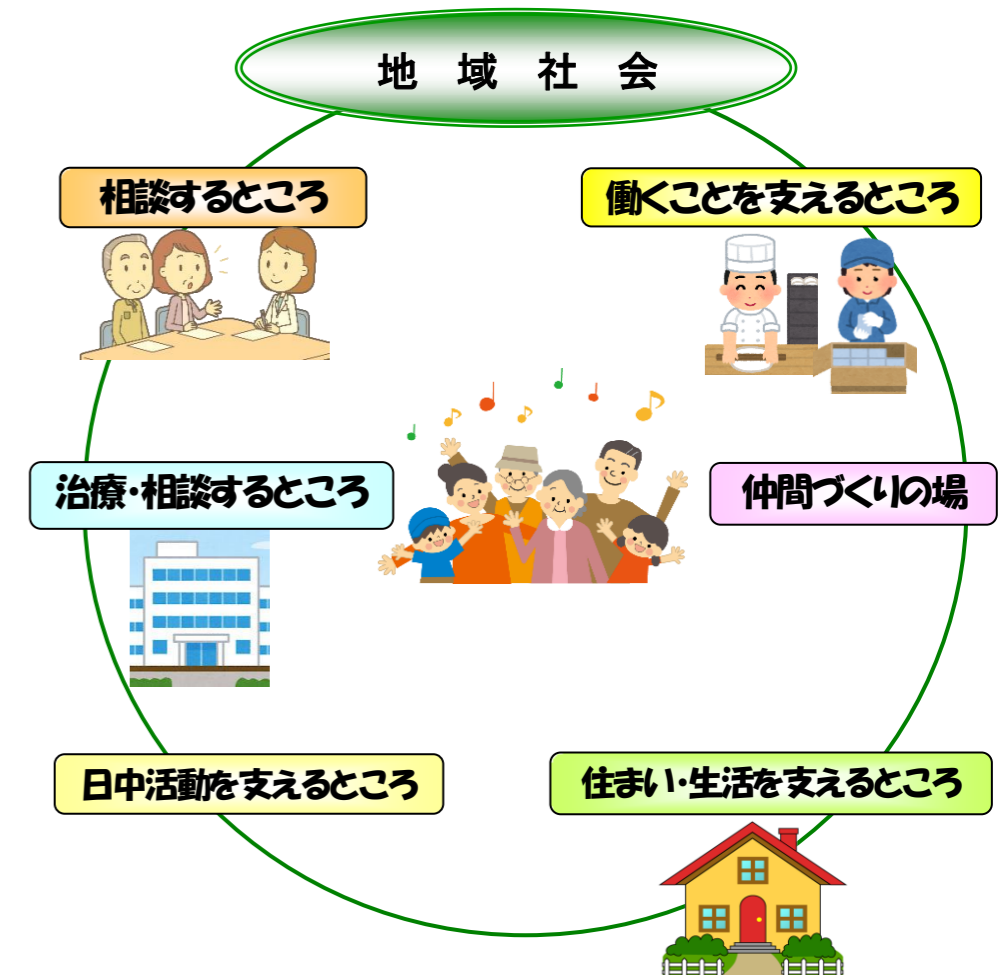 地域社会
相談するところ
働くことを支えるところ
治療・相談するところ
仲間づくりの場
日中活動を支えるところ
住まい・生活を支えるところ